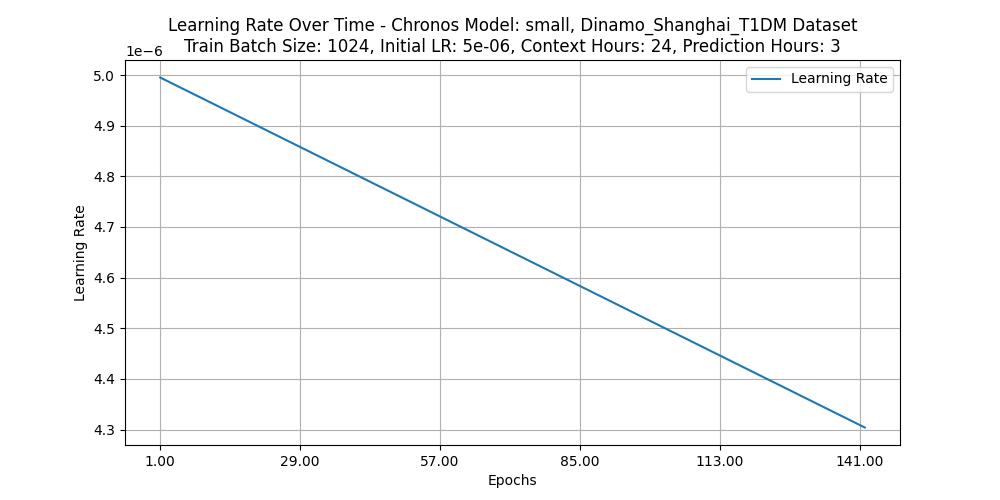 Learning Rate Over Time - Chronos Model: small, Dinamo_Shanghai_T1DM Dataset
Train Batch Size: 1024, Initial LR: 5e-06, Context Hours: 24, Prediction Hours: 3
1e−6
Learning Rate
5.0
4.9
4.8
4.7
4.6
4.5
4.4
4.3
Learning Rate
1.00 29.00 57.00 85.00 113.00 141.00
Epochs